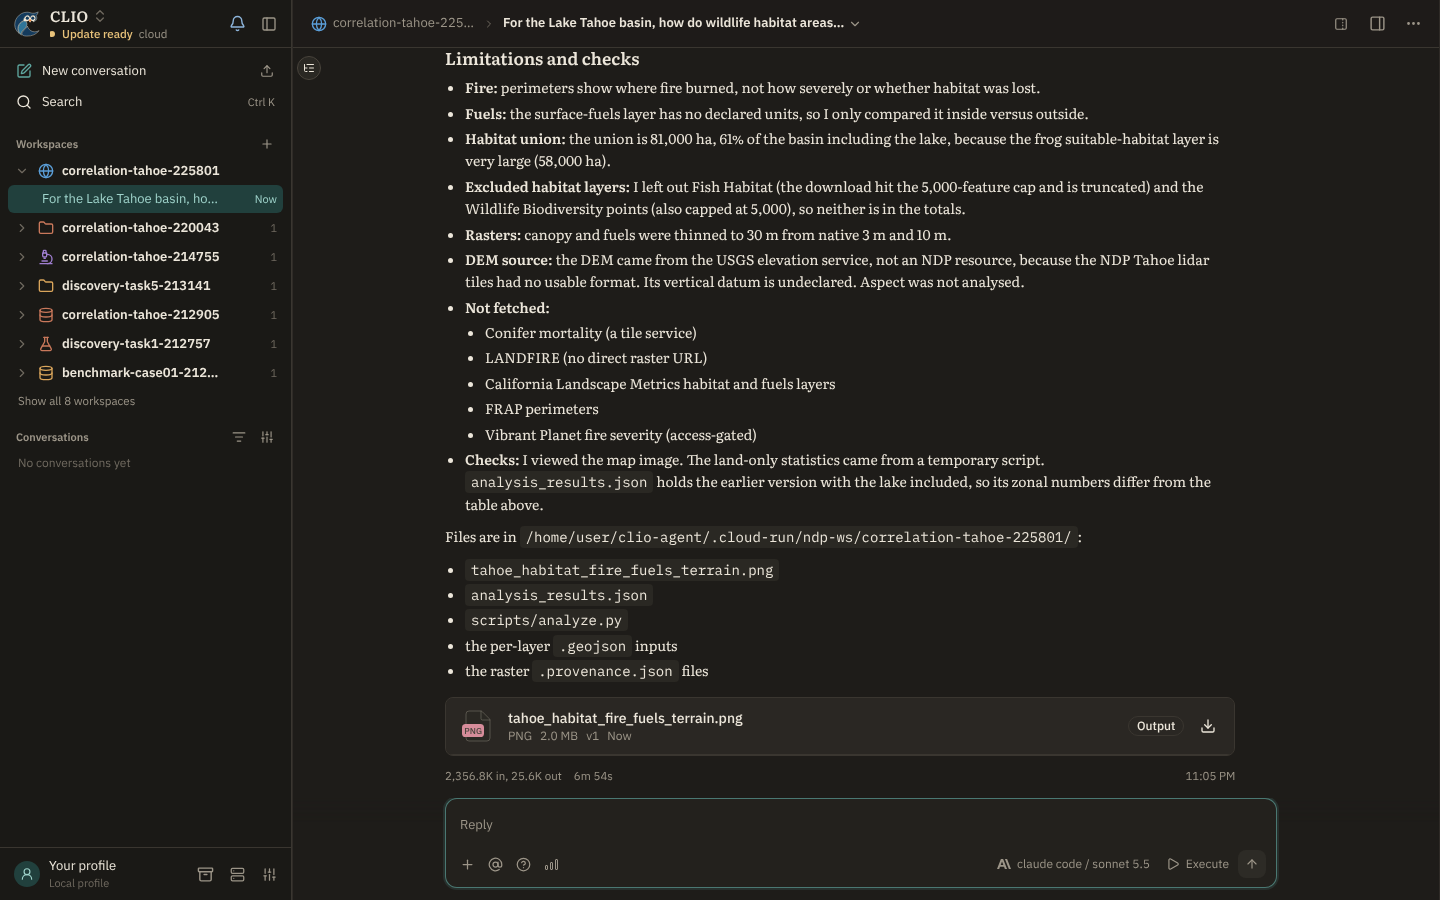 CLIO
Update ready cloud
New conversation
Search Ctrl K
Workspaces
correlation-tahoe-225801
For the Lake Tahoe basin, ho... Now
correlation-tahoe-220043 1
correlation-tahoe-214755 1
discovery-task5-213141 1
correlation-tahoe-212905 1
discovery-task1-212757 1
benchmark-case01-212... 1
Show all 8 workspaces
Conversations
No conversations yet
Your profile
Local profile
correlation-tahoe-225... For the Lake Tahoe basin, how do wildlife habitat areas...
Limitations and checks
• Fire: perimeters show where fire burned, not how severely or whether habitat was lost.
• Fuels: the surface-fuels layer has no declared units, so I only compared it inside versus outside.
• Habitat union: the union is 81,000 ha, 61% of the basin including the lake, because the frog suitable-habitat layer is
very large (58,000 ha).
• Excluded habitat layers: I left out Fish Habitat (the download hit the 5,000-feature cap and is truncated) and the
Wildlife Biodiversity points (also capped at 5,000), so neither is in the totals.
• Rasters: canopy and fuels were thinned to 30 m from native 3 m and 10 m.
• DEM source: the DEM came from the USGS elevation service, not an NDP resource, because the NDP Tahoe lidar
tiles had no usable format. Its vertical datum is undeclared. Aspect was not analysed.
• Not fetched:
• Conifer mortality (a tile service)
• LANDFIRE (no direct raster URL)
• California Landscape Metrics habitat and fuels layers
• FRAP perimeters
• Vibrant Planet fire severity (access-gated)
• Checks: I viewed the map image. The land-only statistics came from a temporary script.
analysis_results.json holds the earlier version with the lake included, so its zonal numbers differ from the
table above.
Files are in /home/user/clio-agent/.cloud-run/ndp-ws/correlation-tahoe-225801/ :
• tahoe_habitat_fire_fuels_terrain.png
• analysis_results.json
• scripts/analyze.py
• the per-layer .geojson inputs
• the raster .provenance.json files
PNG
tahoe_habitat_fire_fuels_terrain.png
PNG 2.0 MB v1 Now
Output
2,356.8K in, 25.6K out 6m 54s 11:05 PM
Reply
claude code / sonnet 5.5 Execute